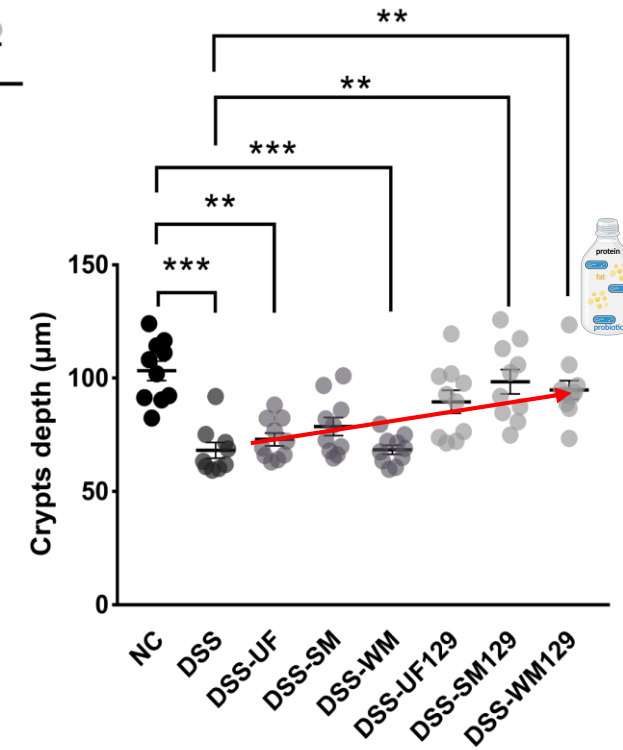 **
**
***
**
***
150
100
50
0
Crypts depth (µm)
NC
DSS
DSS-UF
DSS-SM
DSS-WM
DSS-UF129
DSS-SM129
DSS-WM129
protein
fat
probiotic